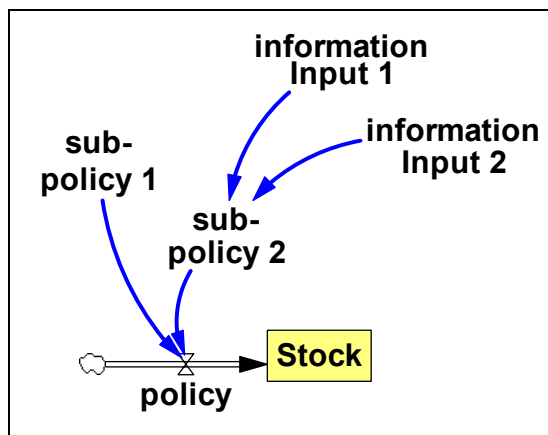 information
Input 1
information
Input 2
sub-
policy 1
sub-
policy 2
Stock
policy